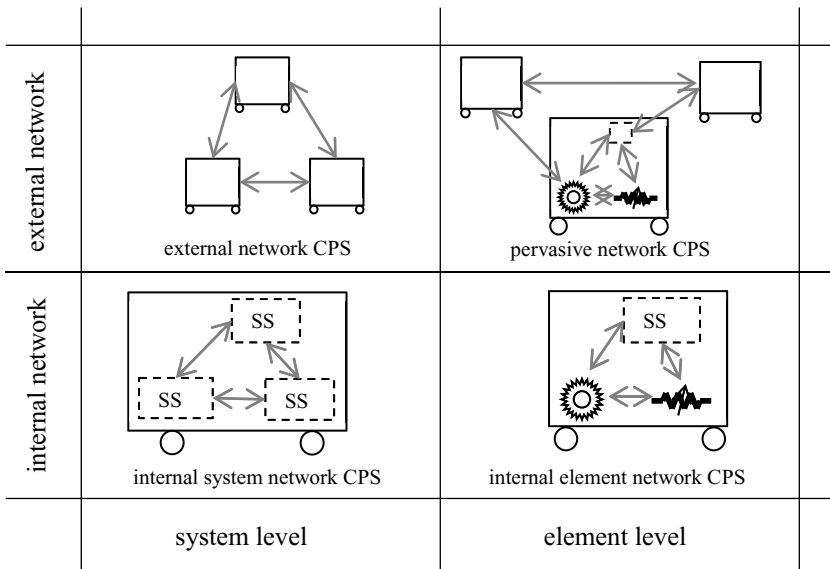 external network
external network CPS
pervasive network CPS
internal network
SS
SS
SS
internal system network CPS
SS
internal element network CPS
system level
element level